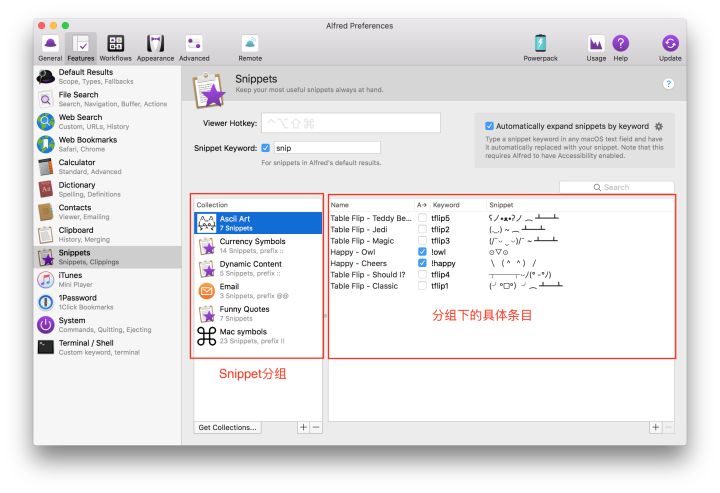 Alfred Preferences
General Features Workflows Appearance Advanced Remote Powerpack Usage Help Update
Default Results
Scope, Types, Fallbacks
File Search
Search, Navigation, Buffer, Actions
Web Search
Custom, URLs, History
Web Bookmarks
Safari, Chrome
Calculator
Standard, Advanced
Dictionary
Spelling, Definitions
Contacts
Viewer, Emailing
Clipboard
History, Merging
Snippets
Snippets, Clippings
iTunes
Mini Player
1Password
1Click Bookmarks
System
Commands, Quitting, Ejecting
Terminal / Shell
Custom keyword, terminal
Snippets
Keep your most useful snippets always at hand.
?
Viewer Hotkey: ^⌥⇧⌘
Snippet Keyword: snip
For snippets in Alfred's default results.
Automatically expand snippets by keyword
Type a snippet keyword in any macOS text field and have
it automatically replaced with your snippet. Note that this
requires Alfred to have Accessibility enabled.
Search
Collection
Ascii Art
7 Snippets
Currency Symbols
14 Snippets, prefix ::
Dynamic Content
5 Snippets, prefix ::
Email
3 Snippets, prefix @@
Funny Quotes
7 Snippets
Mac symbols
23 Snippets, prefix !!
Snippet分组
Get Collections...
+ −
Name A→ Keyword Snippet
Table Flip - Teddy Be... tflip5
Table Flip - Jedi tflip2
Table Flip - Magic tflip3
Happy - Owl !owl ⊙▽⊙
Happy - Cheers !happy \ ( ^ ^ ) /
Table Flip - Should I? tflip4
Table Flip - Classic tflip1
分组下的具体条目
+ −